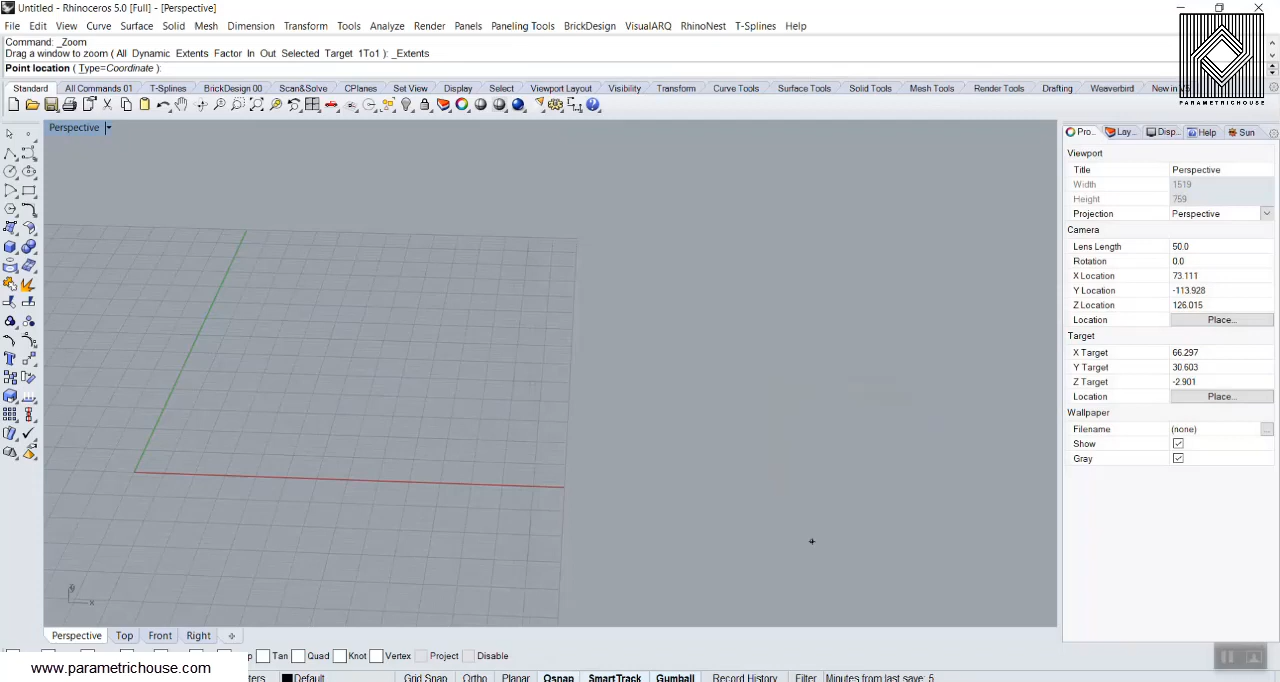 Untitled - Rhinoceros 5.0 [Full] - [Perspective]
File Edit View Curve Surface Solid Mesh Dimension Transform Tools Analyze Render Panels Paneling Tools BrickDesign VisualARQ RhinoNest T-Splines Help
Command: _Zoom
Drag a window to zoom ( All Dynamic Extents Factor In Out Selected Target 1To1 ): _Extents
Point location ( Type=Coordinate ):
PARAMETRICHOUSE
Standard All Commands 01 T-Splines BrickDesign 00 Scan&Solve CPlanes Set View Display Select Viewport Layout Visibility Transform Curve Tools Surface Tools Solid Tools Mesh Tools Render Tools Drafting Weaverbird New in V
Perspective
Pro... Lay... Disp... Help Sun
Viewport
Title Perspective
Width 1519
Height 759
Projection Perspective
Camera
Lens Length 50.0
Rotation 0.0
X Location 73.111
Y Location -113.928
Z Location 126.015
Location Place...
Target
X Target 66.297
Y Target 30.603
Z Target -2.901
Location Place...
Wallpaper
Filename (none) ...
Show
Gray
x
Perspective Top Front Right
Tan Quad Knot Vertex Project Disable
www.parametrichouse.com
Default Grid Snap Ortho Planar Osnap SmartTrack Gumball Record History Filter Minutes from last save: 5